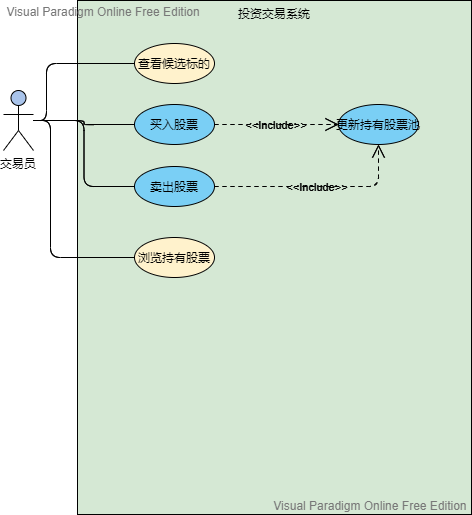 Visual Paradigm Online Free Edition
投资交易系统
查看候选标的
买入股票
<<Include>>
更新持有股票池
交易员
卖出股票
<<Include>>
浏览持有股票
Visual Paradigm Online Free Edition